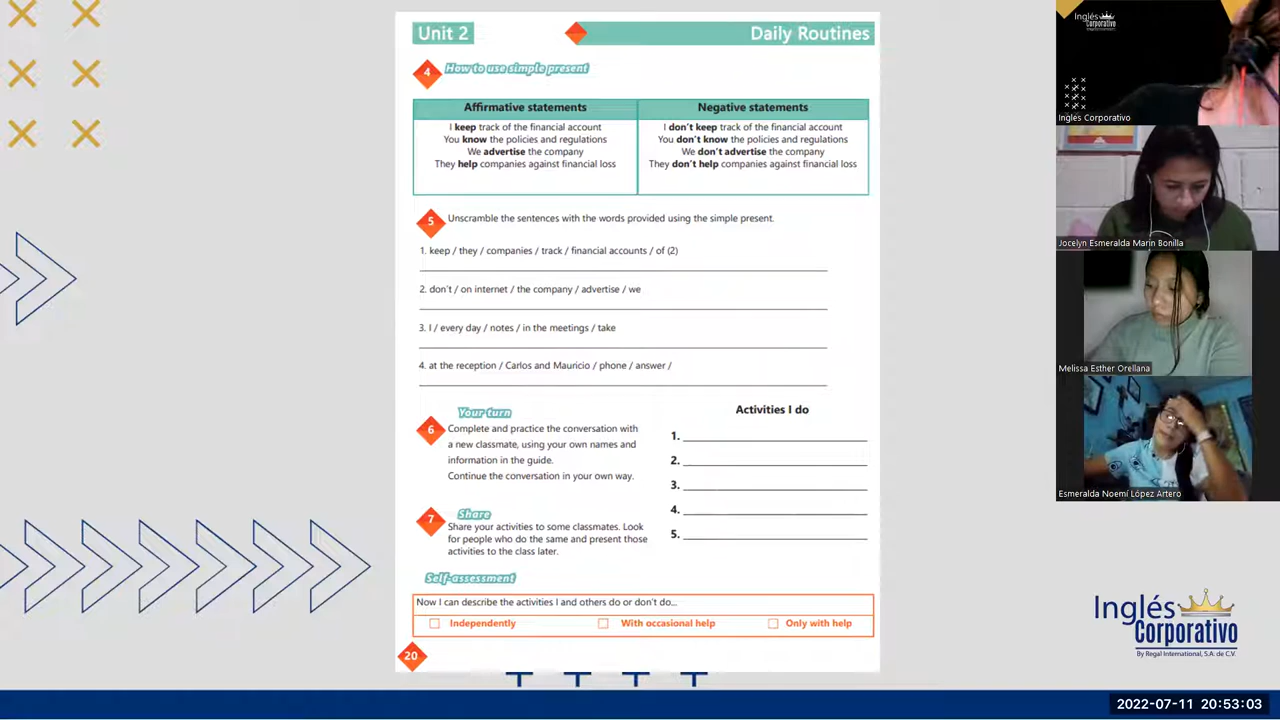 Unit 2
Daily Routines
4 How to use simple present
Affirmative statements
I keep track of the financial account
You know the policies and regulations
We advertise the company
They help companies against financial loss
Negative statements
I don't keep track of the financial account
You don't know the policies and regulations
We don't advertise the company
They don't help companies against financial loss
5 Unscramble the sentences with the words provided using the simple present.
1. keep / they / companies / track / financial accounts / of (2)
2. don't / on internet / the company / advertise / we
3. I / every day / notes / in the meetings / take
4. at the reception / Carlos and Mauricio / phone / answer /
6 Your turn
Complete and practice the conversation with
a new classmate, using your own names and
information in the guide.
Continue the conversation in your own way.
7 Share
Share your activities to some classmates. Look
for people who do the same and present those
activities to the class later.
Activities I do
1.
2.
3.
4.
5.
Self-assessment
Now I can describe the activities I and others do or don't do...
Independently
With occasional help
Only with help
20
Inglés
Corporativo
Inglés Corporativo
Jocelyn Esmeralda Marin Bonilla
Melissa Esther Orellana
Esmeralda Noemí López Artero
Inglés
Corporativo
By Regal International, S.A. de C.V.
2022-07-11 20:53:03